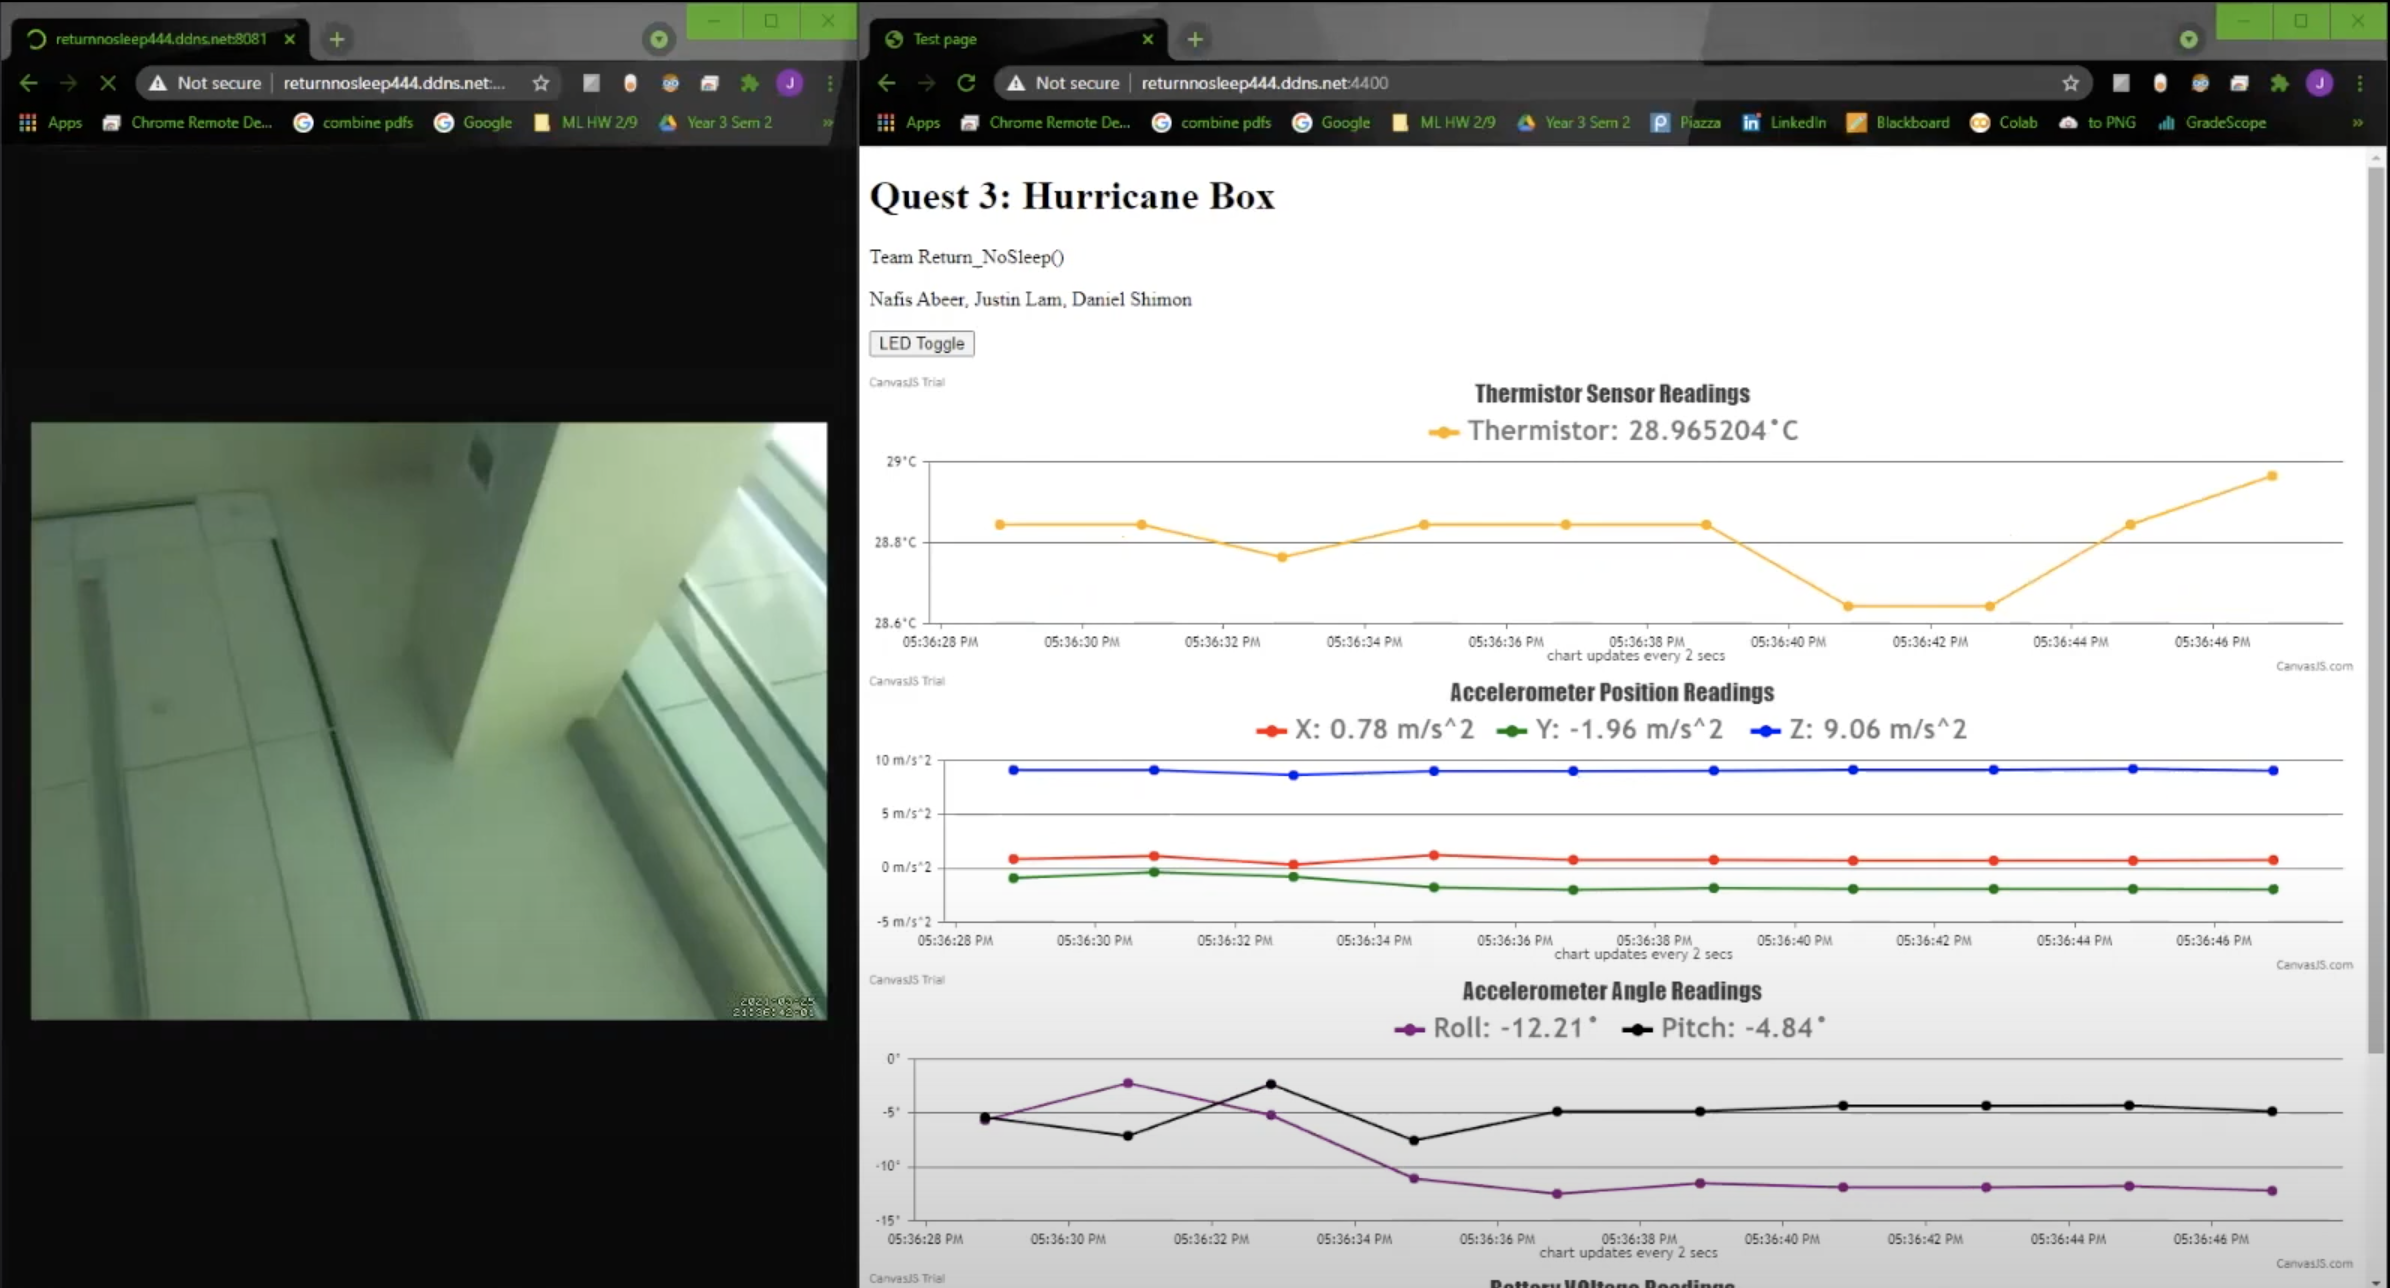 returnnosleep444.ddns.net:8081
Not secure returnnosleep444.ddns.net:...
Apps Chrome Remote De... combine pdfs Google ML HW 2/9 Year 3 Sem 2 »
2021-03-25
21:36:42-01
Test page
Not secure returnnosleep444.ddns.net:4400
J
Apps Chrome Remote De... combine pdfs Google ML HW 2/9 Year 3 Sem 2 Piazza LinkedIn Blackboard Colab to PNG GradeScope »
Quest 3: Hurricane Box
Team Return_NoSleep()
Nafis Abeer, Justin Lam, Daniel Shimon
LED Toggle
CanvasJS Trial
Thermistor Sensor Readings
Thermistor: 28.965204°C
29°C
28.8°C
28.6°C
05:36:28 PM 05:36:30 PM 05:36:32 PM 05:36:34 PM 05:36:36 PM 05:36:38 PM 05:36:40 PM 05:36:42 PM 05:36:44 PM 05:36:46 PM
chart updates every 2 secs
CanvasJS.com
CanvasJS Trial
Accelerometer Position Readings
X: 0.78 m/s^2 Y: -1.96 m/s^2 Z: 9.06 m/s^2
10 m/s^2
5 m/s^2
0 m/s^2
-5 m/s^2
05:36:28 PM 05:36:30 PM 05:36:32 PM 05:36:34 PM 05:36:36 PM 05:36:38 PM 05:36:40 PM 05:36:42 PM 05:36:44 PM 05:36:46 PM
chart updates every 2 secs
CanvasJS.com
CanvasJS Trial
Accelerometer Angle Readings
Roll: -12.21° Pitch: -4.84°
0°
-5°
-10°
-15°
05:36:28 PM 05:36:30 PM 05:36:32 PM 05:36:34 PM 05:36:36 PM 05:36:38 PM 05:36:40 PM 05:36:42 PM 05:36:44 PM 05:36:46 PM
chart updates every 2 secs
CanvasJS.com
CanvasJS Trial
Battery VOltage Readings